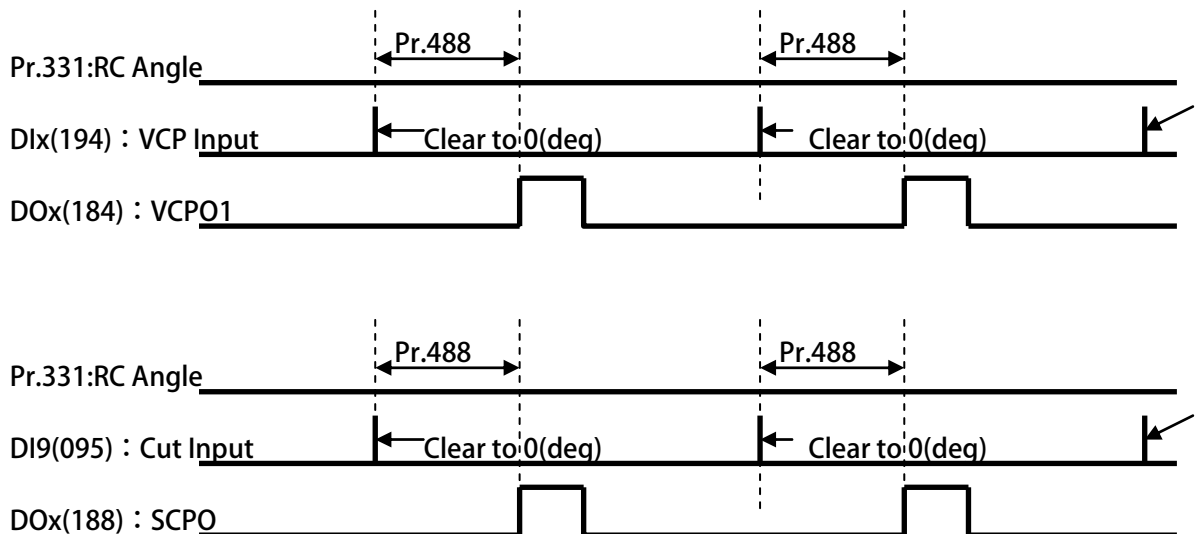 Pr.488 Pr.488
Pr.331:RC Angle
DIx(194):VCP Input Clear to 0(deg) Clear to 0(deg)
DOx(184):VCPO1
Pr.488 Pr.488
Pr.331:RC Angle
DI9(095):Cut Input Clear to 0(deg) Clear to 0(deg)
DOx(188):SCPO